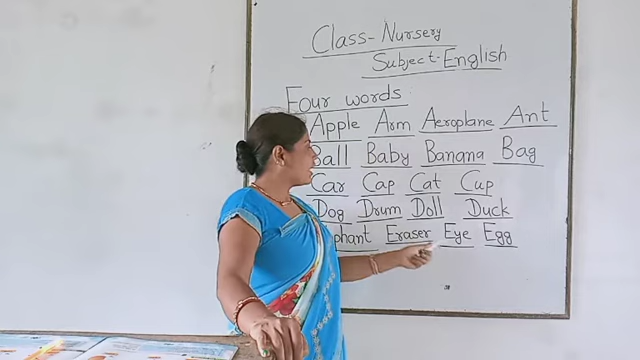 Class-Nursery
Subject-English
Four words
Apple Arm Aeroplane Ant
Ball Baby Banana Bag
Car Cap Cat Cup
Dog Drum Doll Duck
phant Eraser Eye Egg